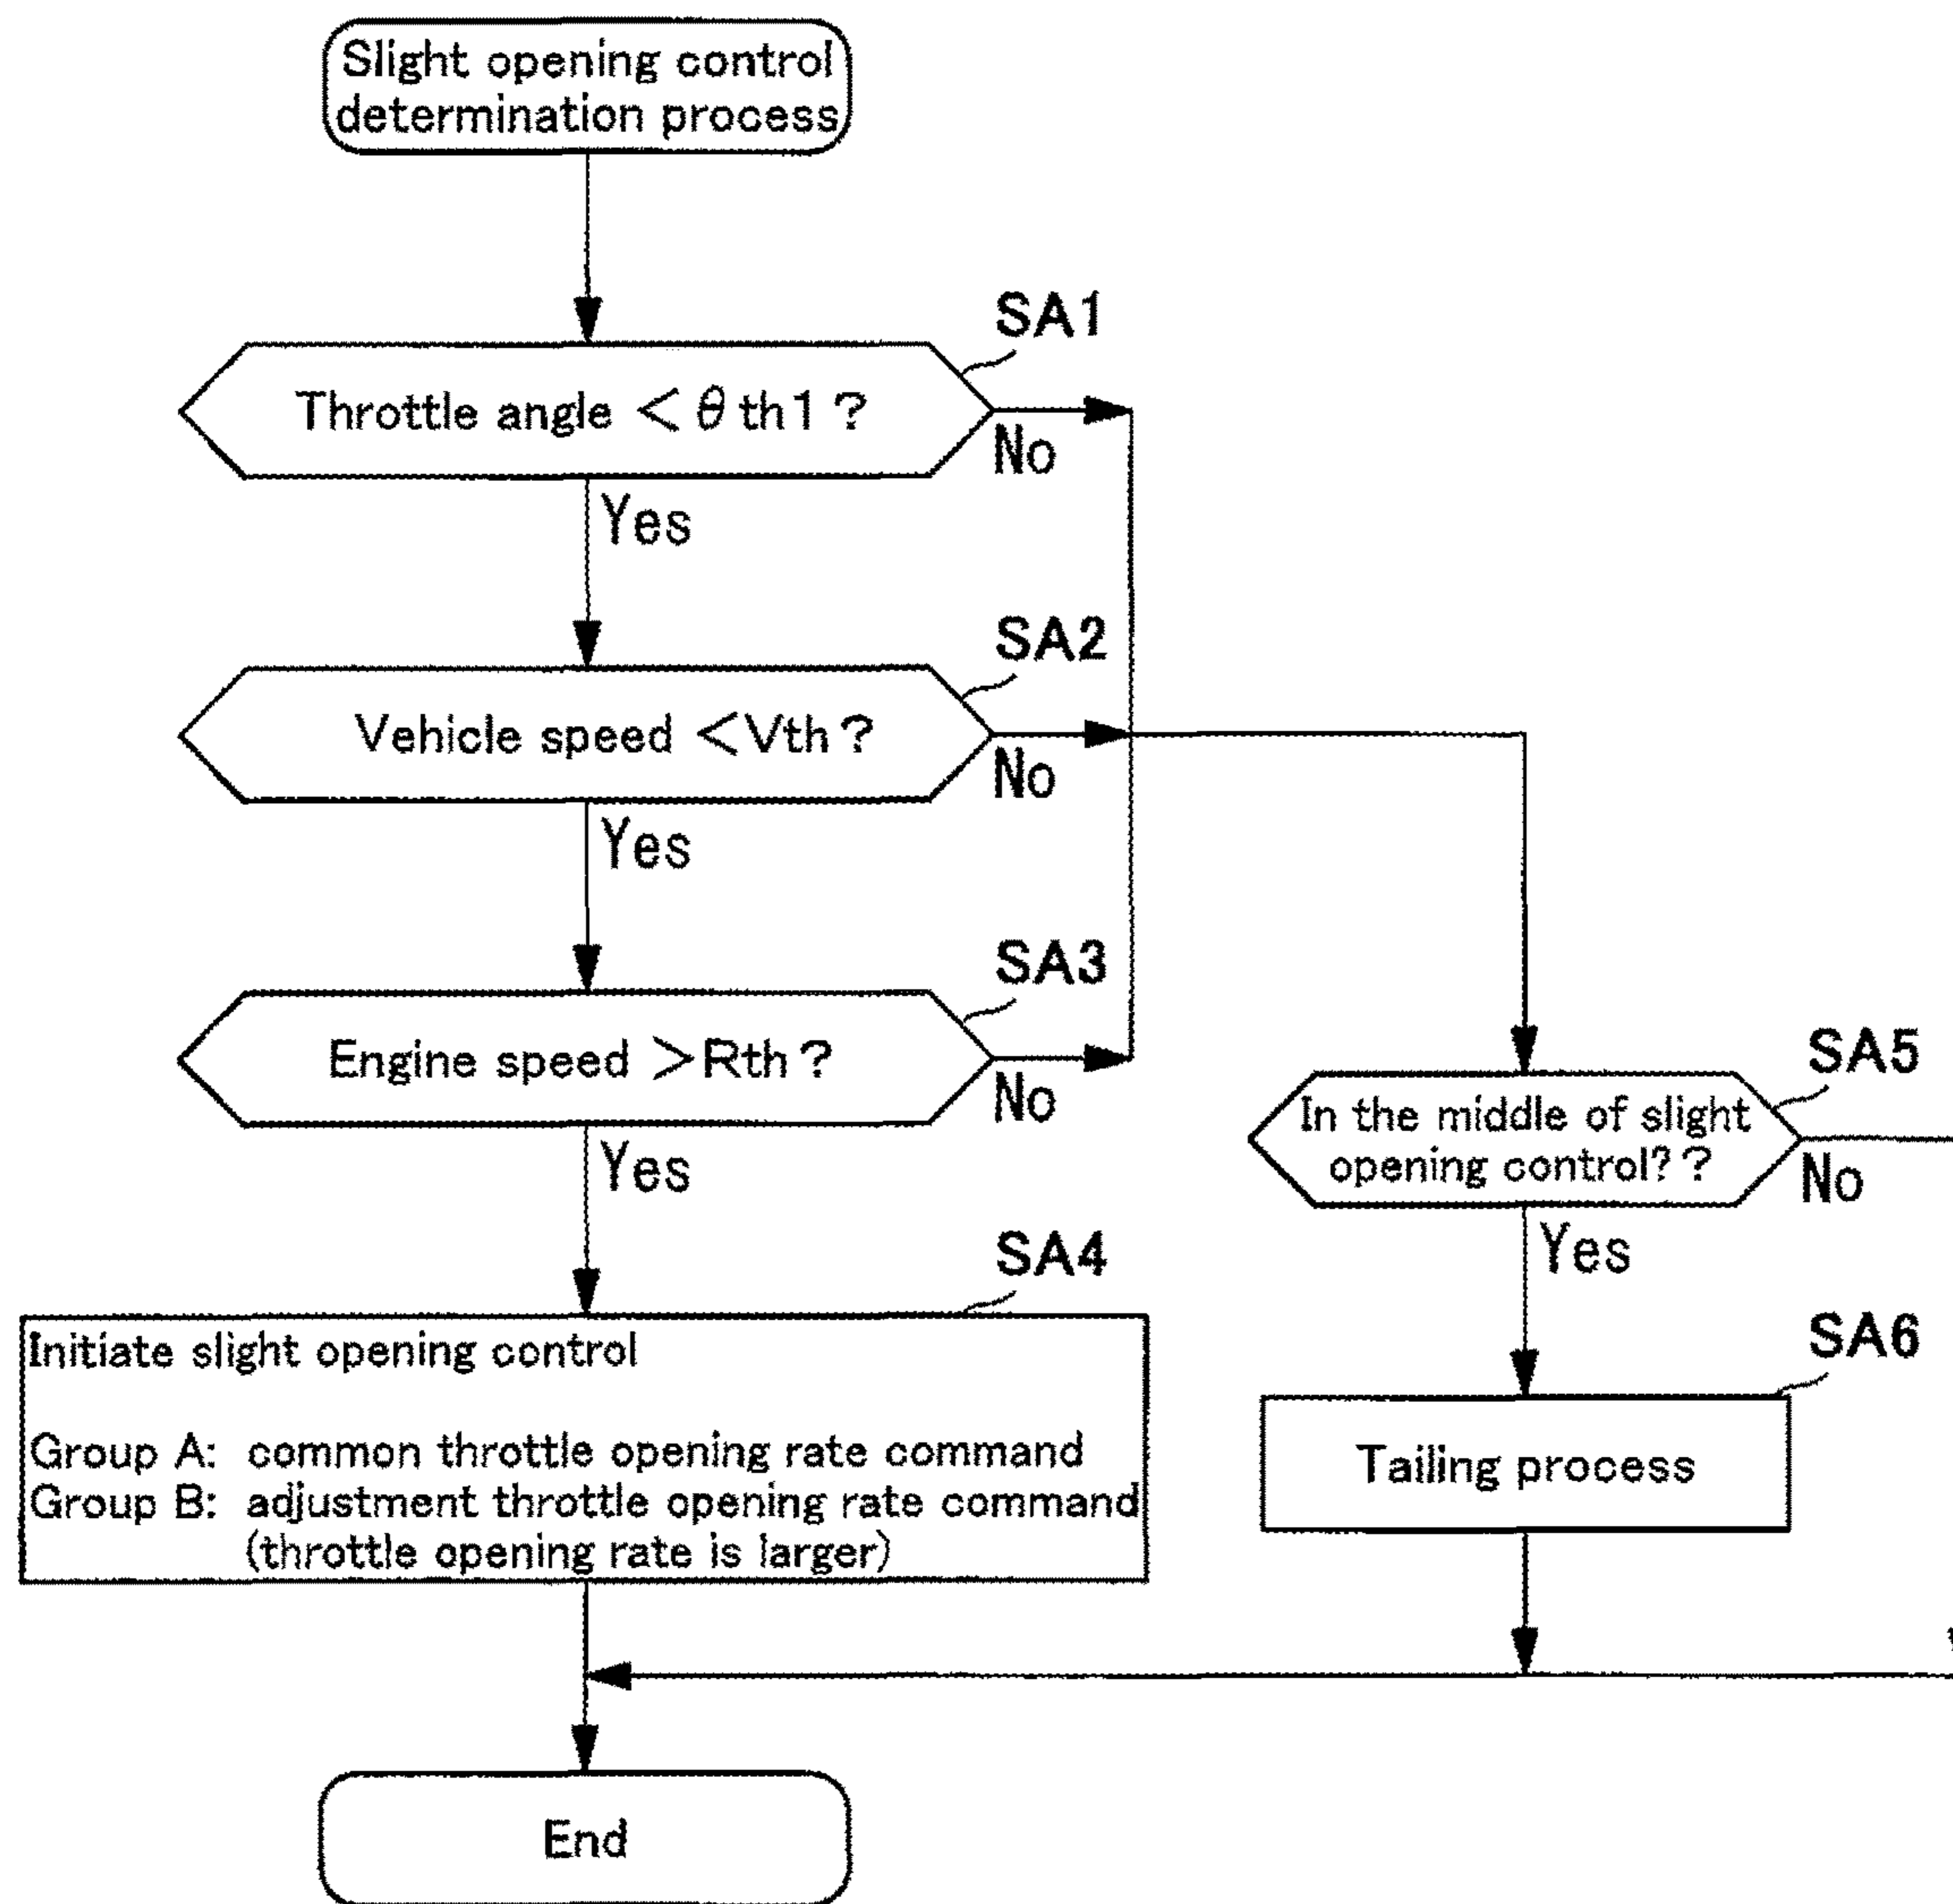 Slight opening control
determination process
SA1
Throttle angle < θth1?
No
Yes
SA2
Vehicle speed <Vth?
No
Yes
SA3
Engine speed >Rth?
No
Yes
SA5
In the middle of slight
opening control??
No
Yes
SA4
Initiate slight opening control
Group A: common throttle opening rate command
Group B: adjustment throttle opening rate command
(throttle opening rate is larger)
SA6
Tailing process
End